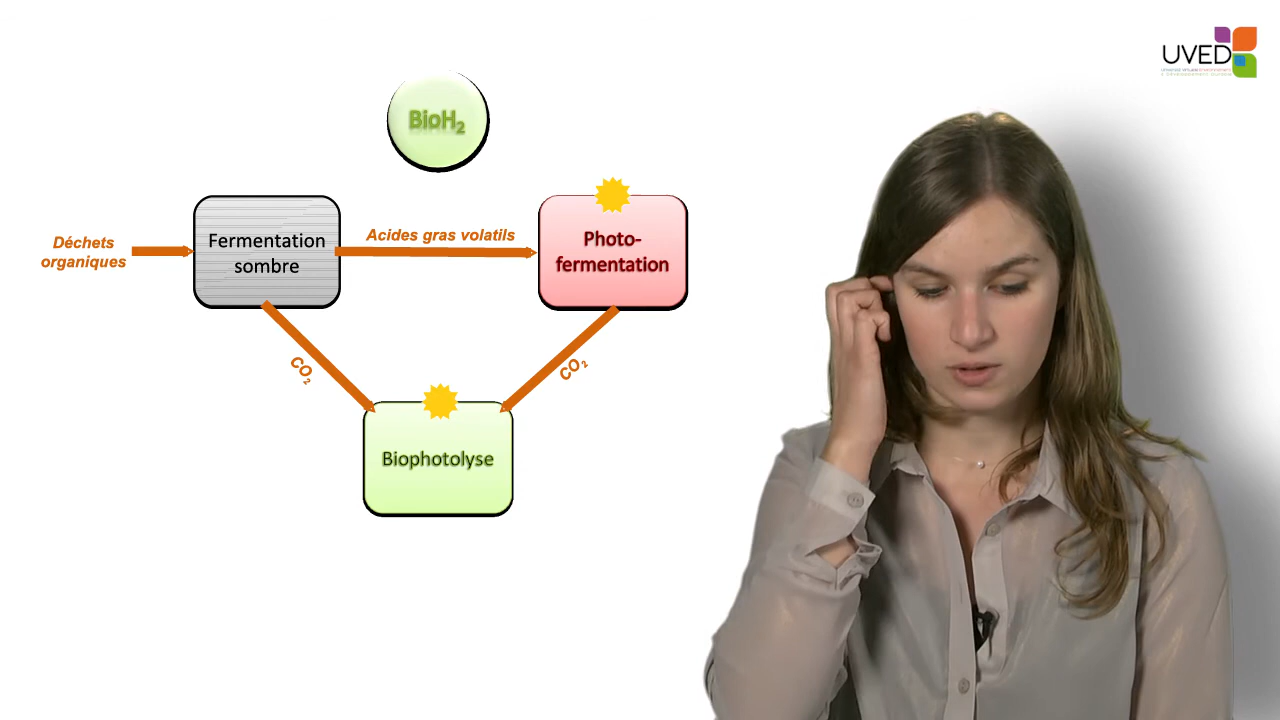 UVED
BioH₂
Déchets
organiques
Fermentation
sombre
Acides gras volatils
Photo-
fermentation
CO₂
CO₂
Biophotolyse